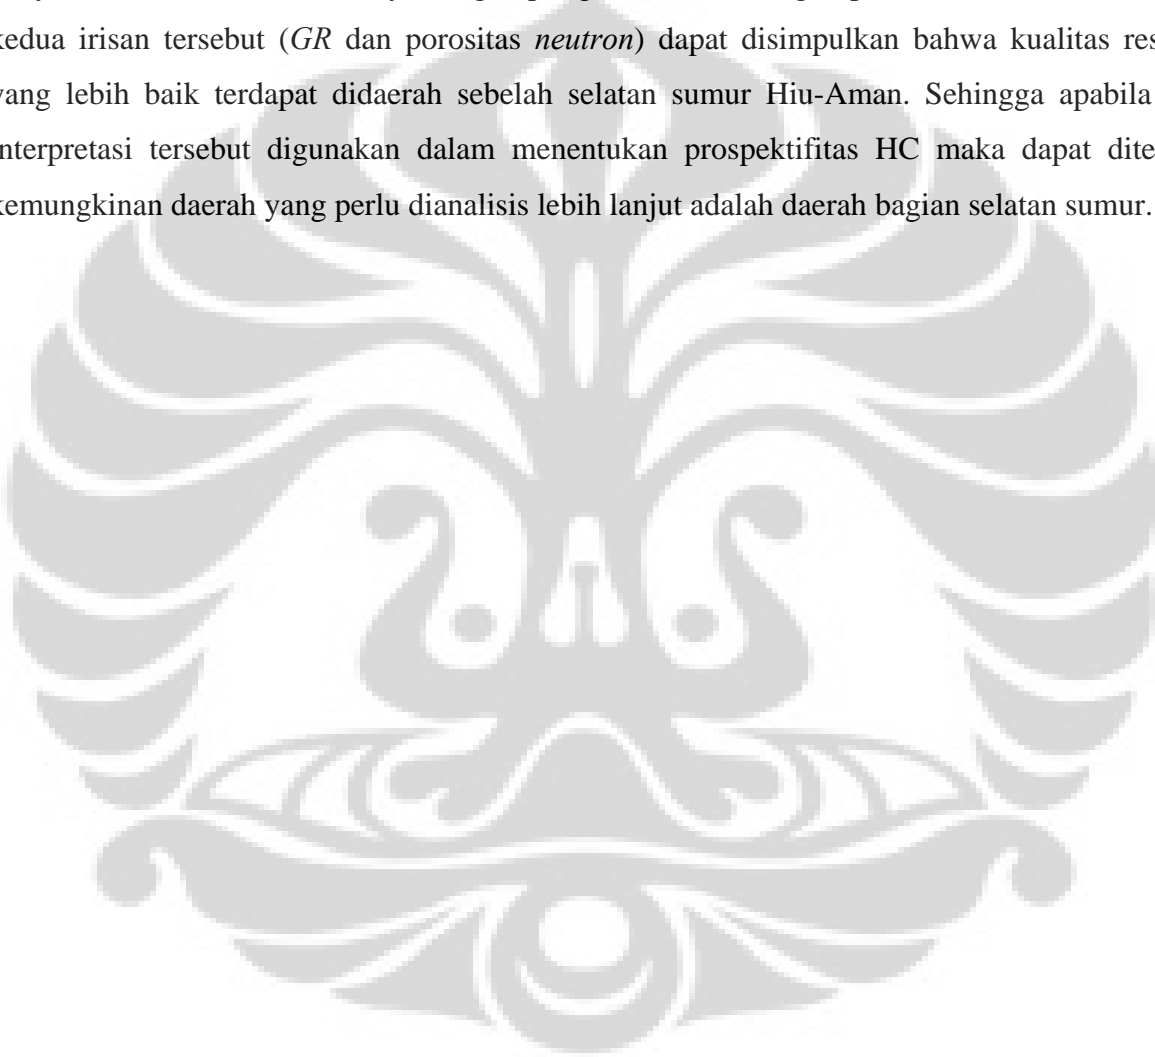 kedua irisan tersebut (GR dan porositas neutron) dapat disimpulkan bahwa kualitas res
yang lebih baik terdapat didaerah sebelah selatan sumur Hiu-Aman. Sehingga apabila
interpretasi tersebut digunakan dalam menentukan prospektifitas HC maka dapat dite
kemungkinan daerah yang perlu dianalisis lebih lanjut adalah daerah bagian selatan sumur.